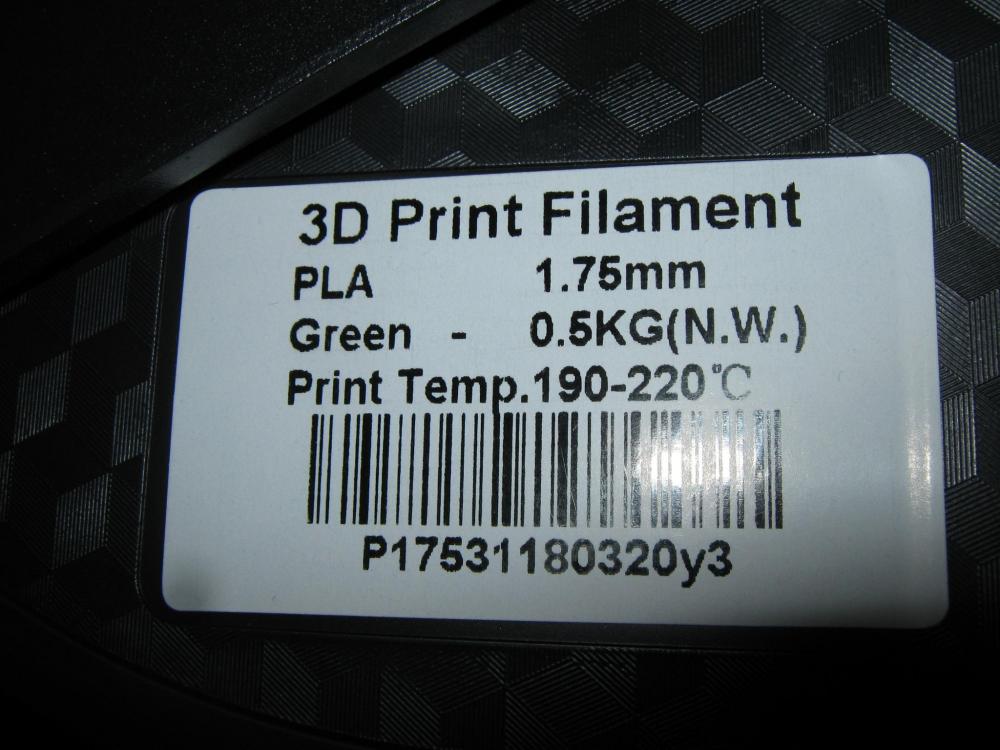 3D Print Filament
PLA 1.75mm
Green - 0.5KG(N.W.)
Print Temp.190-220℃
P17531180320y3